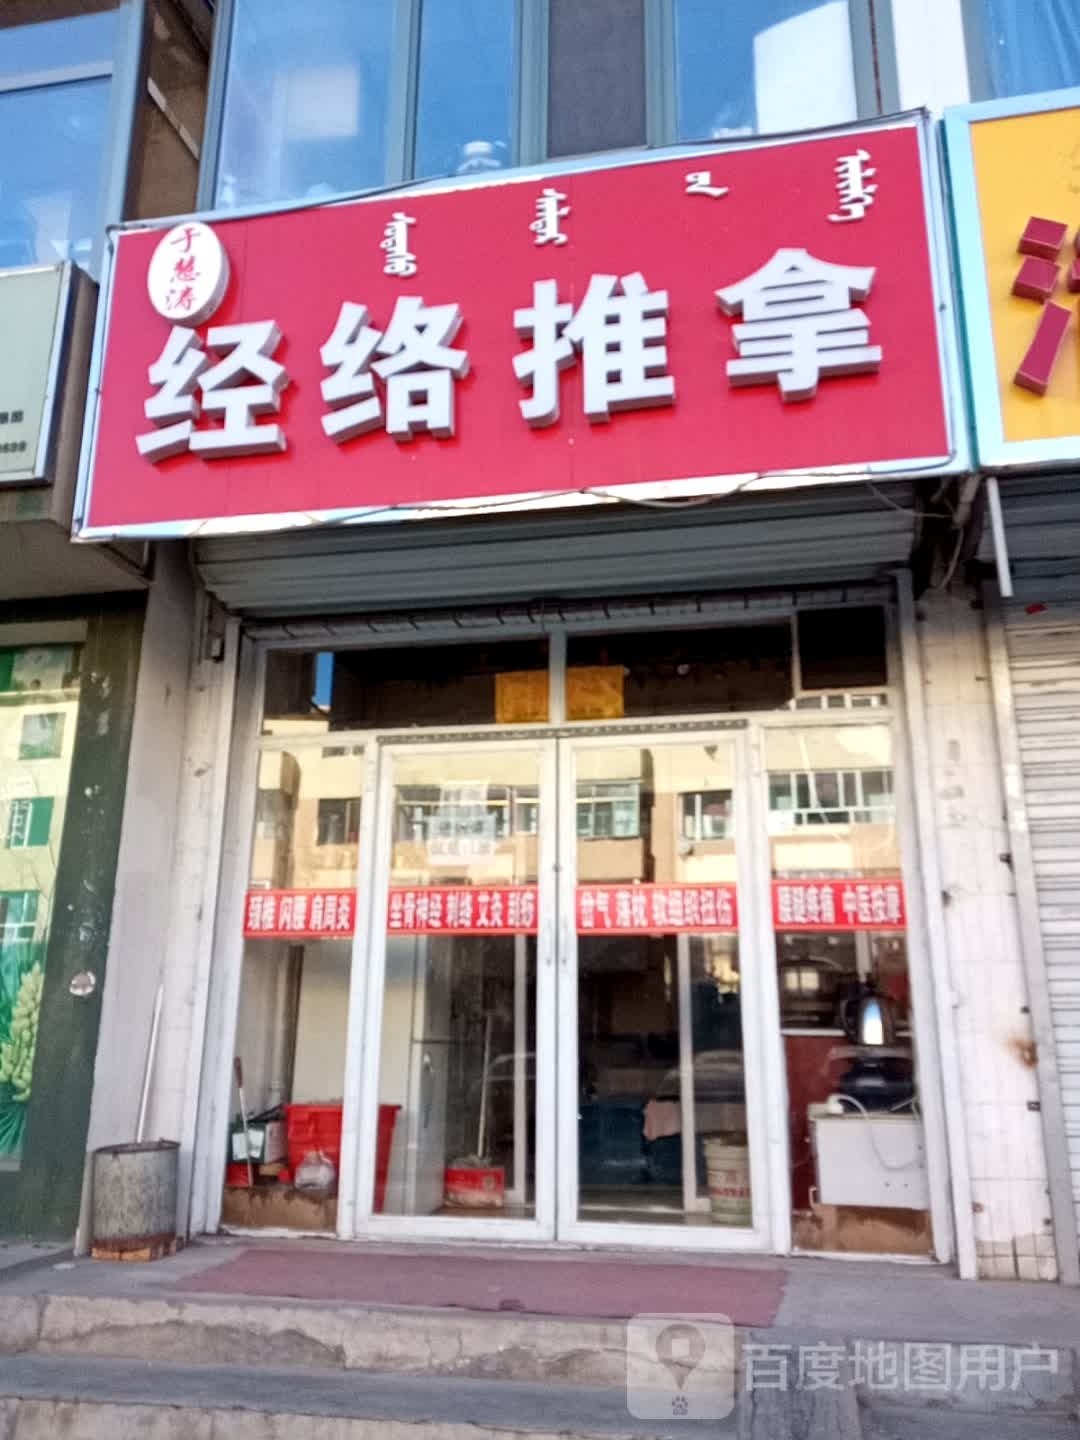 于慧涛
经络推拿
颈椎 闪腰 肩周炎
坐骨神经 刺络 艾灸 刮痧
岔气 落枕 软组织扭伤
腰腿疼痛 中医按摩
百度地图用户